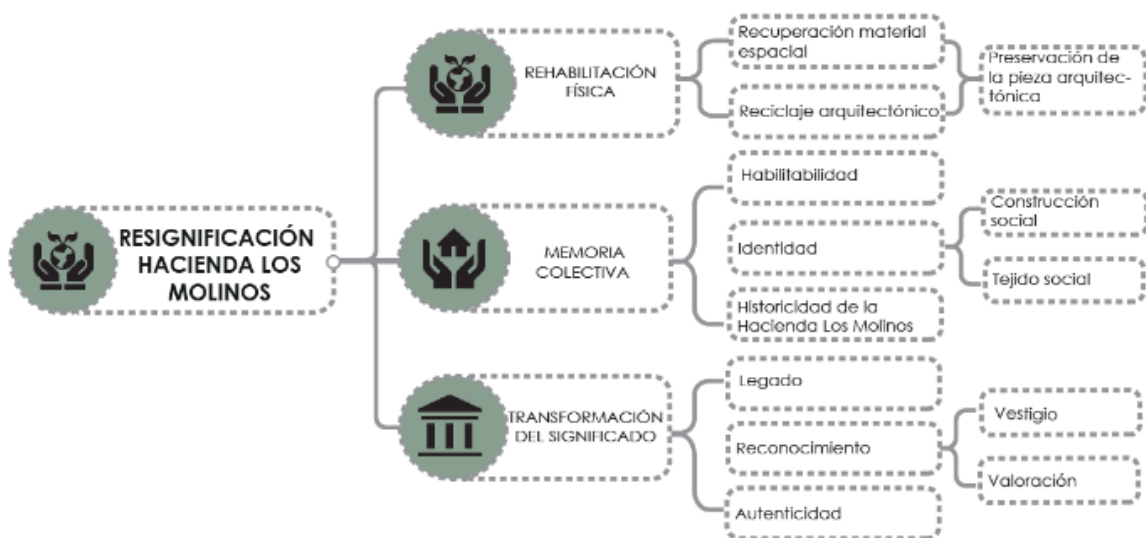 RESIGNIFICACIÓN
HACIENDA LOS
MOLINOS
REHABILITACIÓN
FÍSICA
Recuperación material
espacial
Reciclaje arquitectónico
Preservación de
la pieza arquitec-
tónica
MEMORIA
COLECTIVA
Habilitabilidad
Identidad
Historicidad de la
Hacienda Los Molinos
Construcción
social
Tejido social
TRANSFORMACIÓN
DEL SIGNIFICADO
Legado
Reconocimiento
Autenticidad
Vestigio
Valoración